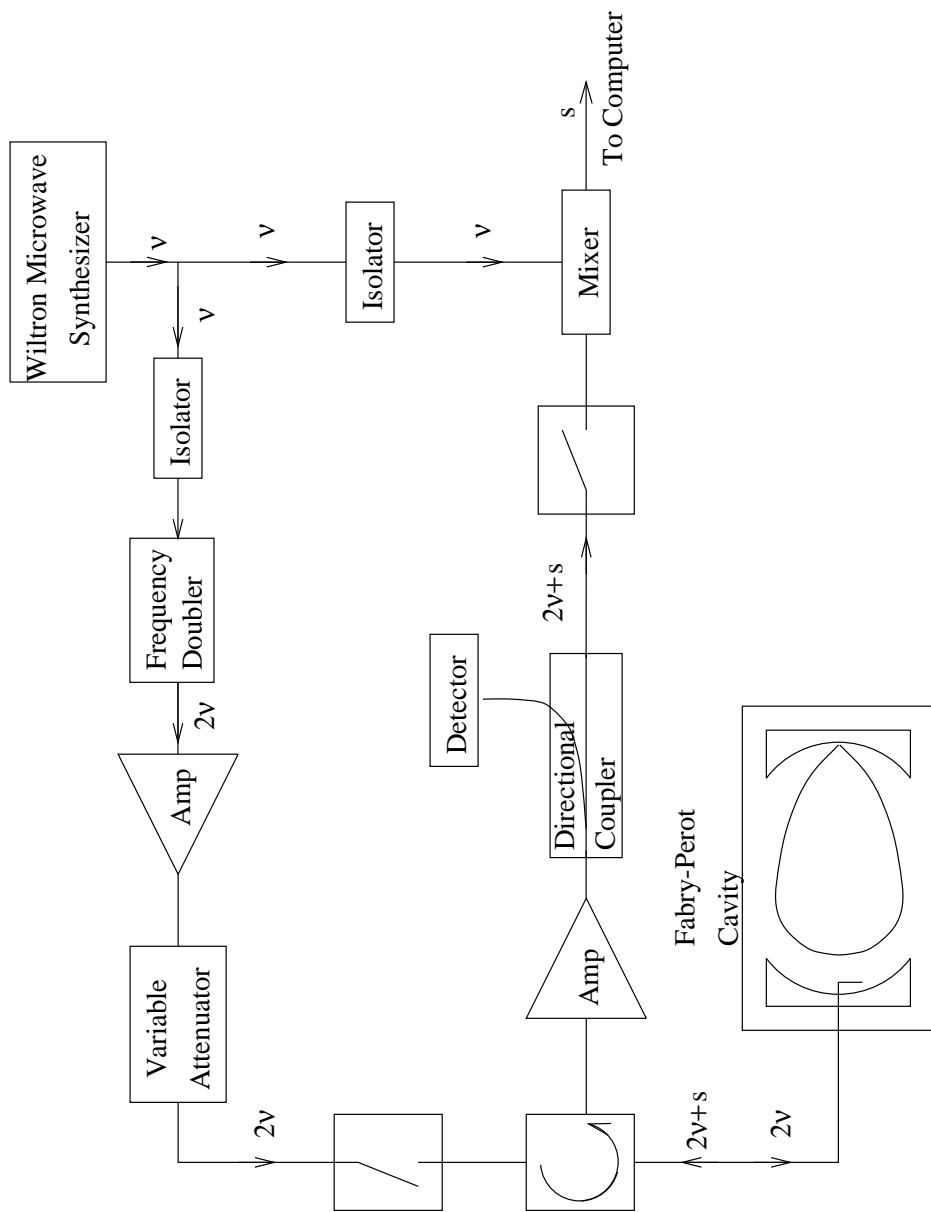 Wiltron Microwave
Synthesizer
ν
ν
ν
Isolator
ν
Isolator
Frequency
Doubler
2ν
Amp
Variable
Attenuator
2ν
Mixer
s
To Computer
2ν+s
Detector
Directional
Coupler
Amp
2ν+s
2ν
Fabry-Perot
Cavity